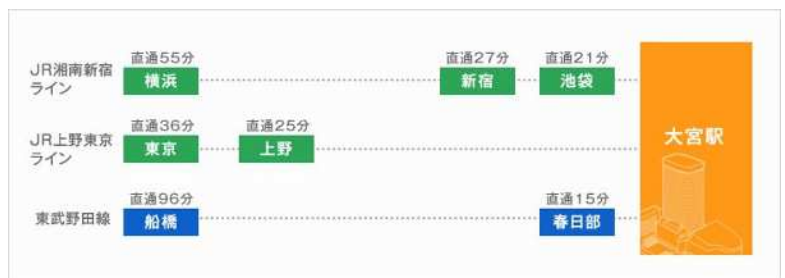 JR湘南新宿
ライン
直通55分
横浜
直通27分
新宿
直通21分
池袋
JR上野東京
ライン
直通36分
東京
直通25分
上野
東武野田線
直通96分
船橋
直通15分
春日部
大宮駅